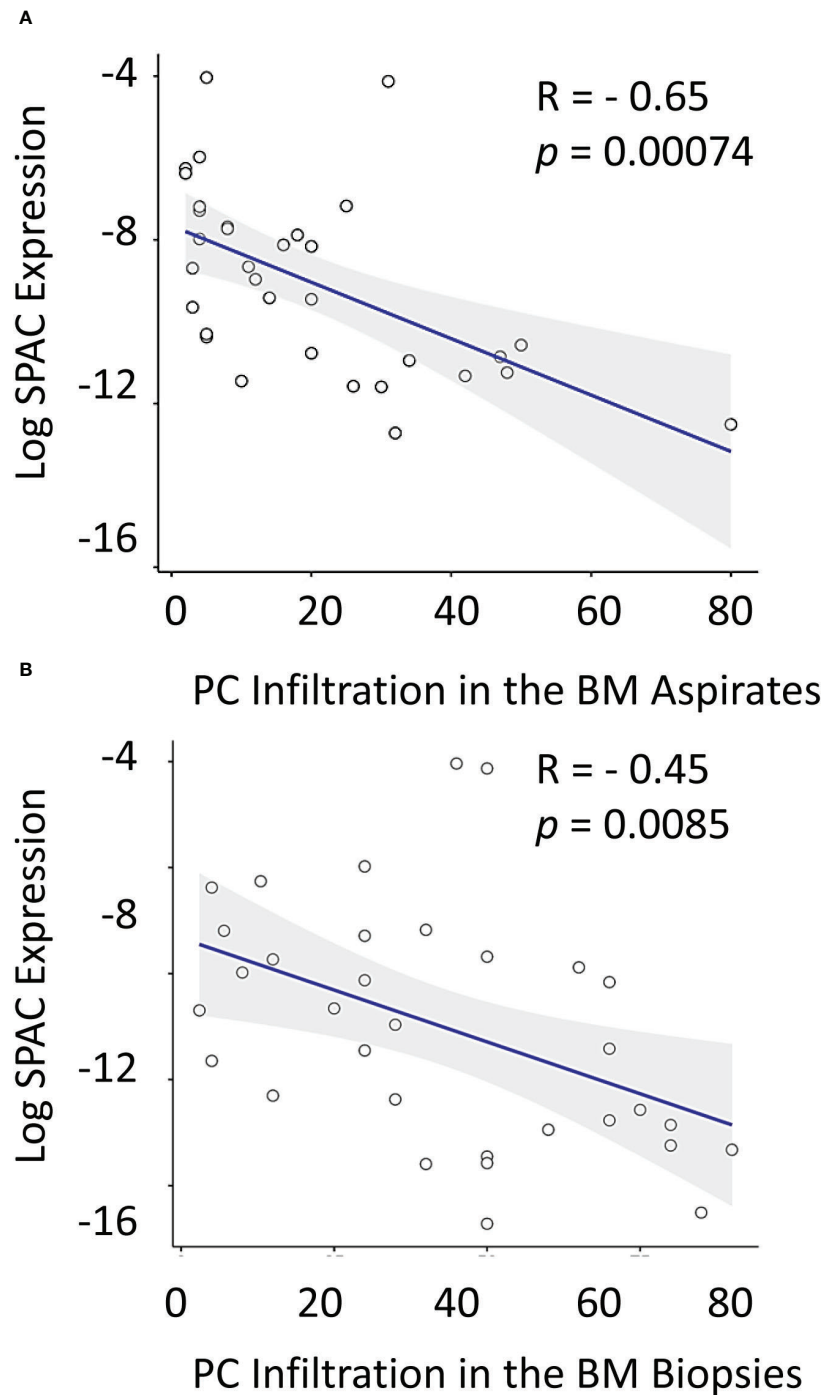 A
-4
-8
-12
-16
Log SPAC Expression
R = - 0.65
p = 0.00074
0 20 40 60 80
PC Infiltration in the BM Aspirates
B
-4
-8
-12
-16
Log SPAC Expression
R = - 0.45
p = 0.0085
0 20 40 60 80
PC Infiltration in the BM Biopsies